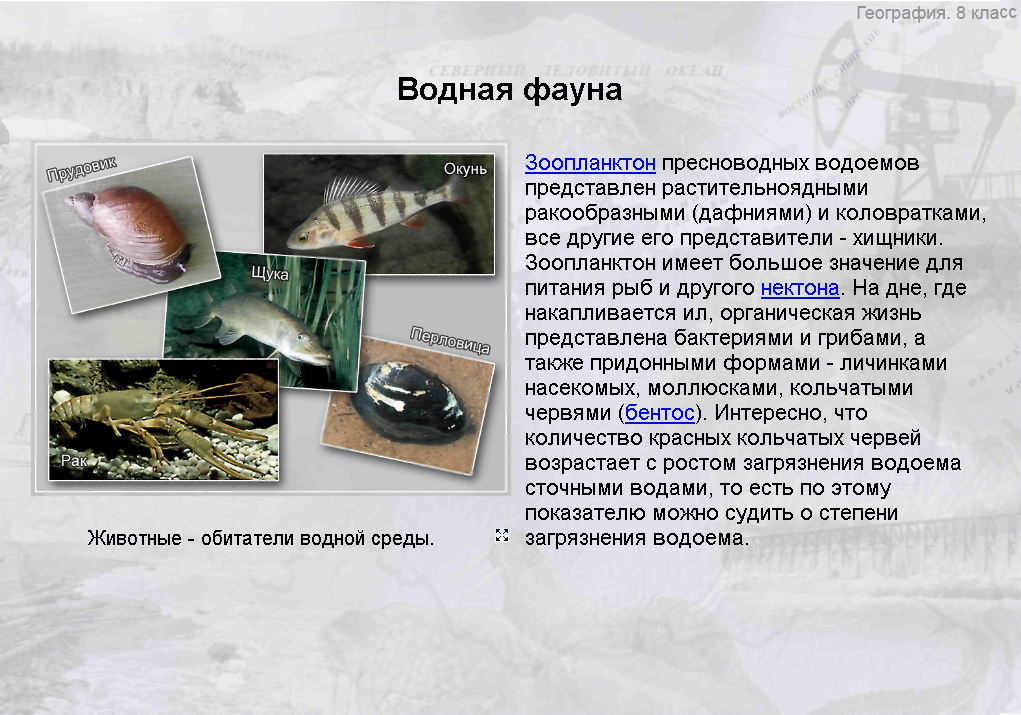 География. 8 класс
СЕВЕРНЫЙ ЛЕДОВИТЫЙ ОКЕАН
Водная фауна
Прудовик
Окунь
Щука
Перловица
Рак
Животные - обитатели водной среды.
Зоопланктон пресноводных водоемов
представлен растительноядными
ракообразными (дафниями) и коловратками,
все другие его представители - хищники.
Зоопланктон имеет большое значение для
питания рыб и другого нектона. На дне, где
накапливается ил, органическая жизнь
представлена бактериями и грибами, а
также придонными формами - личинками
насекомых, моллюсками, кольчатыми
червями (бентос). Интересно, что
количество красных кольчатых червей
возрастает с ростом загрязнения водоема
сточными водами, то есть по этому
показателю можно судить о степени
загрязнения водоема.